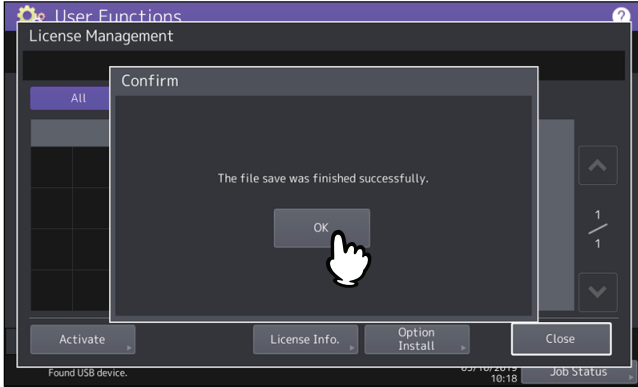 User Functions
?
License Management
Confirm
All
The file save was finished successfully.
OK
1
1
Activate
License Info.
Option
Install
Close
Found USB device.
10:18
Job Status